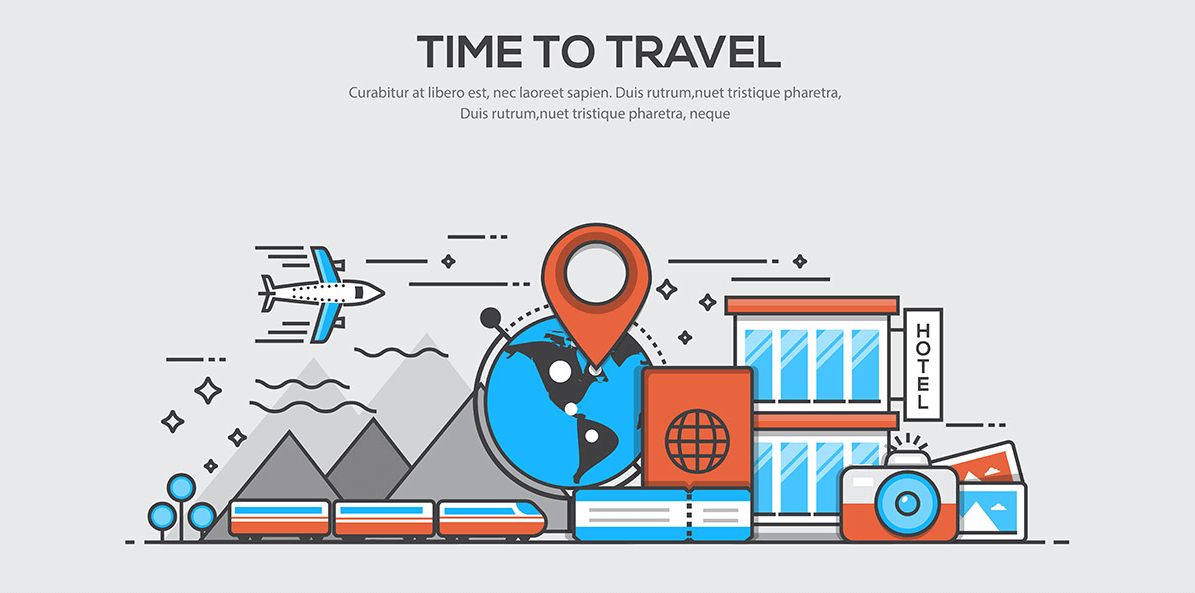 TIME TO TRAVEL
Curabitur at libero est, nec laoreet sapien. Duis rutrum,nuet tristique pharetra,
Duis rutrum,nuet tristique pharetra, neque
HOTEL